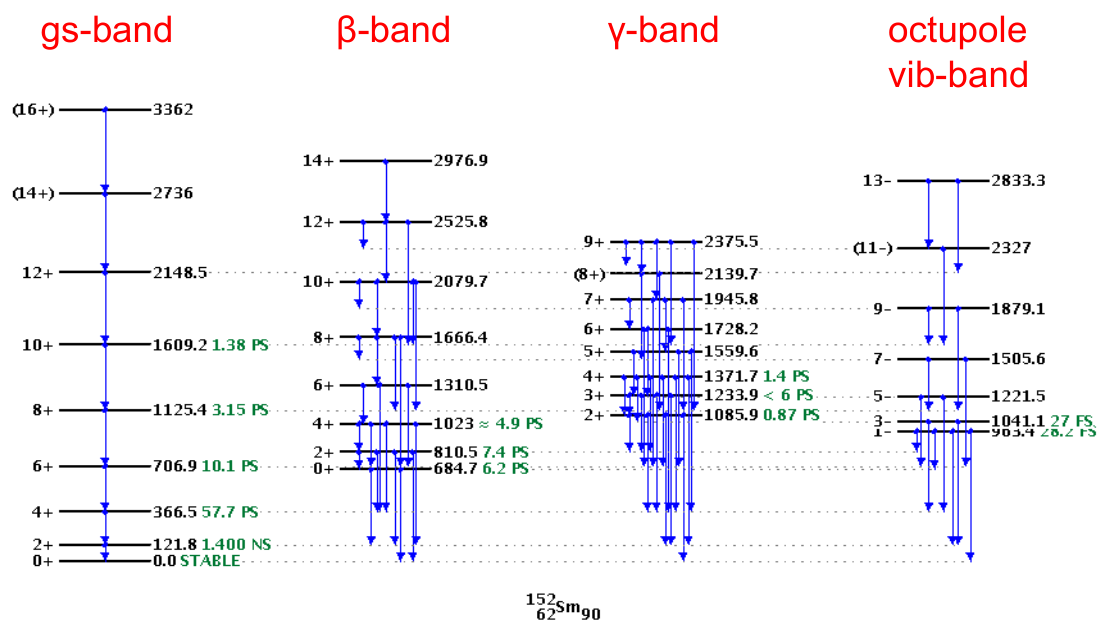 gs-band
β-band
γ-band
octupole
vib-band
(16+) 3362
(14+) 2736
12+ 2148.5
10+ 1609.2 1.38 PS
8+ 1125.4 3.15 PS
6+ 706.9 10.1 PS
4+ 366.5 57.7 PS
2+ 121.8 1.400 NS
0+ 0.0 STABLE
14+ 2976.9
12+ 2525.8
10+ 2079.7
8+ 1666.4
6+ 1310.5
4+ 1023 ≈ 4.9 PS
2+ 810.5 7.4 PS
0+ 684.7 6.2 PS
9+ 2375.5
(8+) 2139.7
7+ 1945.8
6+ 1728.2
5+ 1559.6
4+ 1371.7 1.4 PS
3+ 1233.9 < 6 PS
2+ 1085.9 0.87 PS
13− 2833.3
(11−) 2327
9− 1879.1
7− 1505.6
5− 1221.5
3− 1041.1 27 FS
1− 963.4 28.2 FS
152
62Sm90